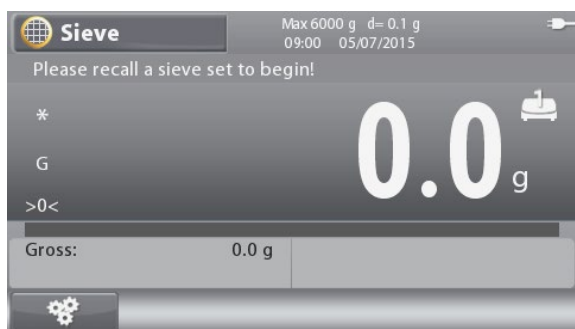 Sieve
Max 6000 g d= 0.1 g
09:00 05/07/2015
Please recall a sieve set to begin!
*
G
>0<
0.0 g
1
Gross: 0.0 g